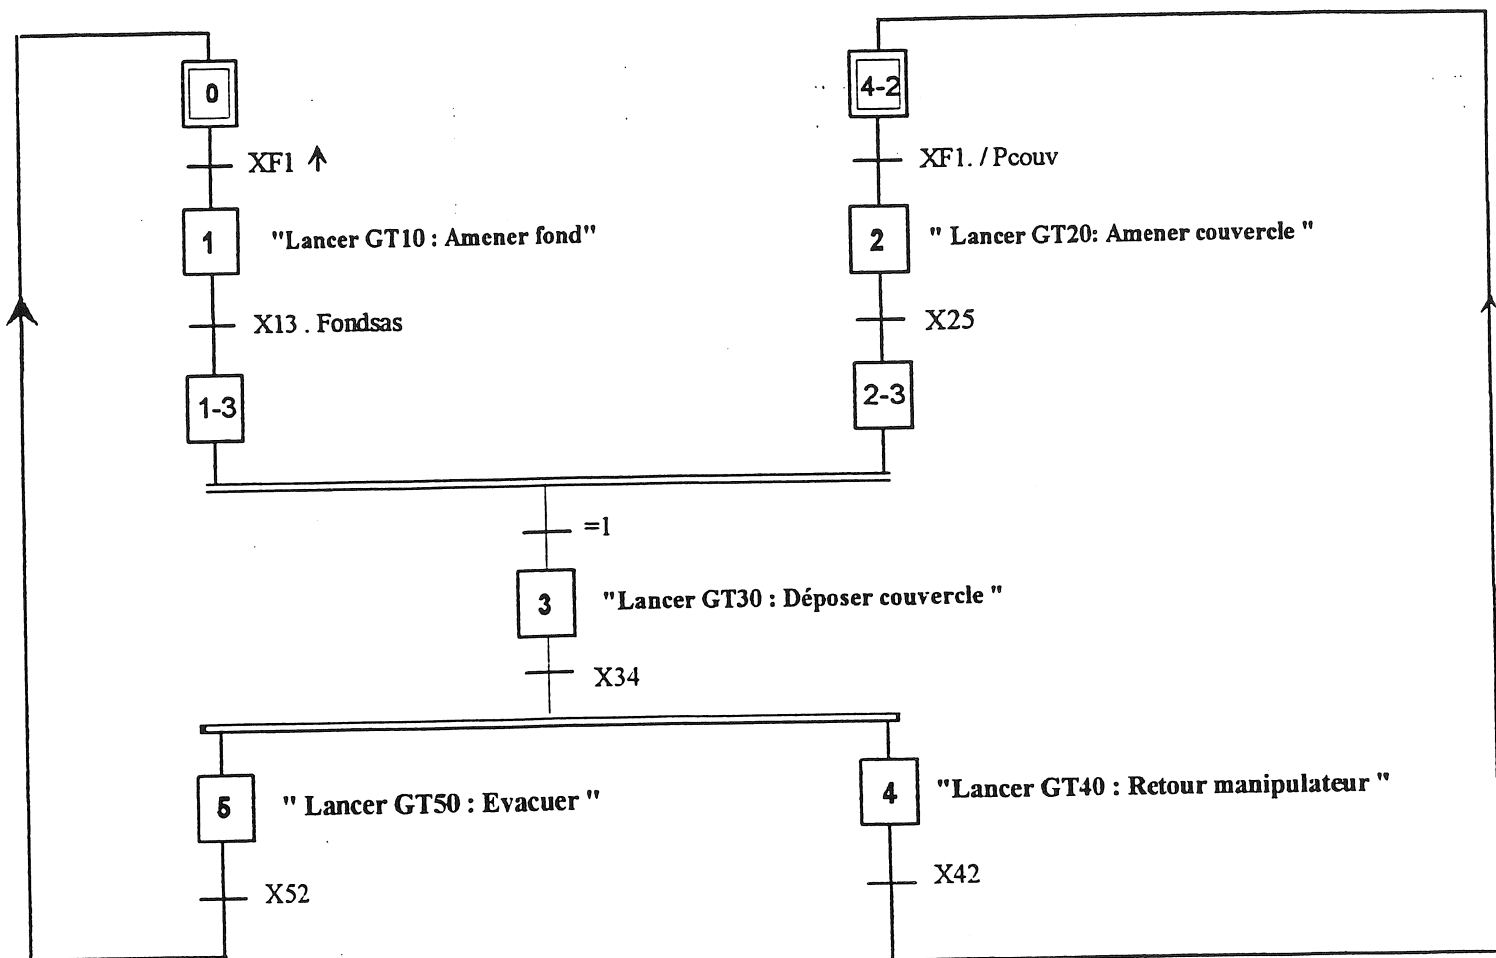 0
4-2
XF1 ↑
XF1. / Pcouv
1
"Lancer GT10 : Amener fond"
2
" Lancer GT20: Amener couvercle "
X13 . Fondsas
X25
1-3
2-3
=1
3
"Lancer GT30 : Déposer couvercle "
X34
5
" Lancer GT50 : Evacuer "
4
"Lancer GT40 : Retour manipulateur "
X52
X42